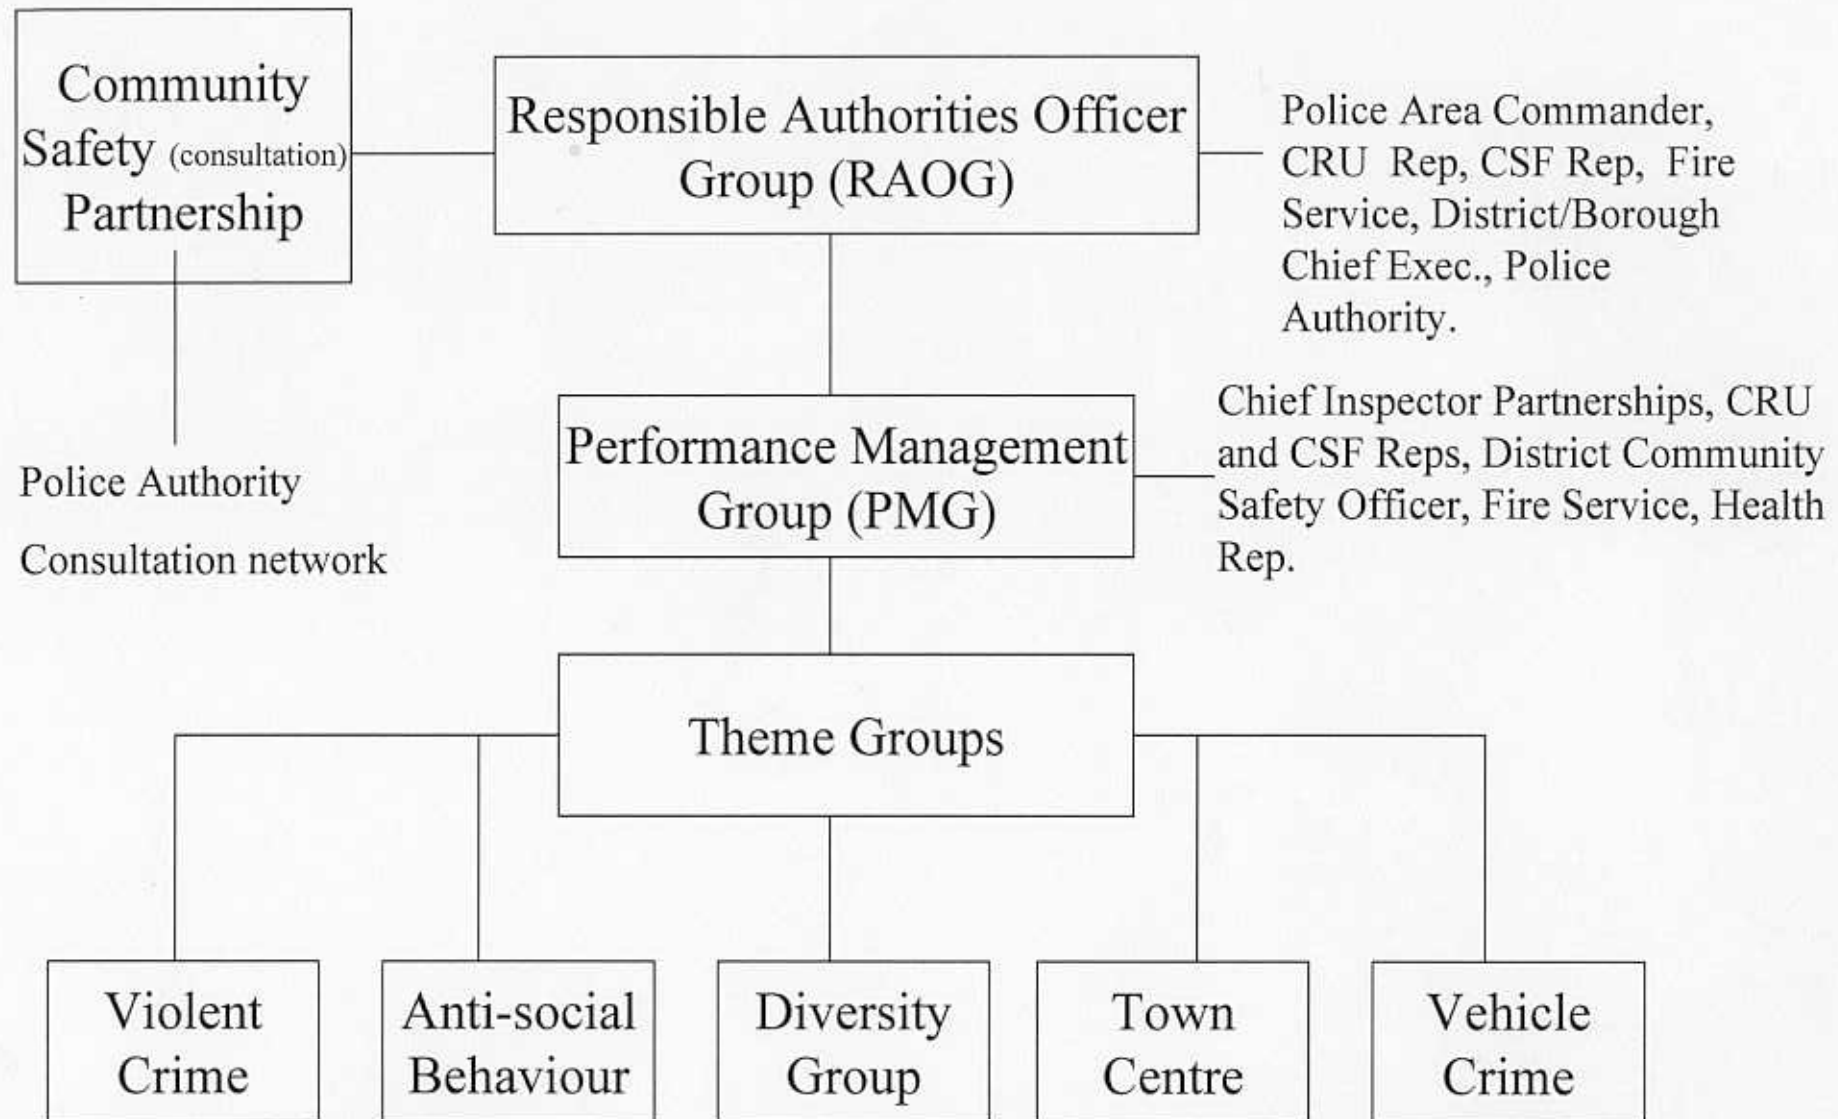 Community
Safety (consultation)
Partnership
Responsible Authorities Officer
Group (RAOG)
Police Area Commander,
CRU Rep, CSF Rep, Fire
Service, District/Borough
Chief Exec., Police
Authority.
Performance Management
Group (PMG)
Chief Inspector Partnerships, CRU
and CSF Reps, District Community
Safety Officer, Fire Service, Health
Rep.
Police Authority
Consultation network
Theme Groups
Violent
Crime
Anti-social
Behaviour
Diversity
Group
Town
Centre
Vehicle
Crime